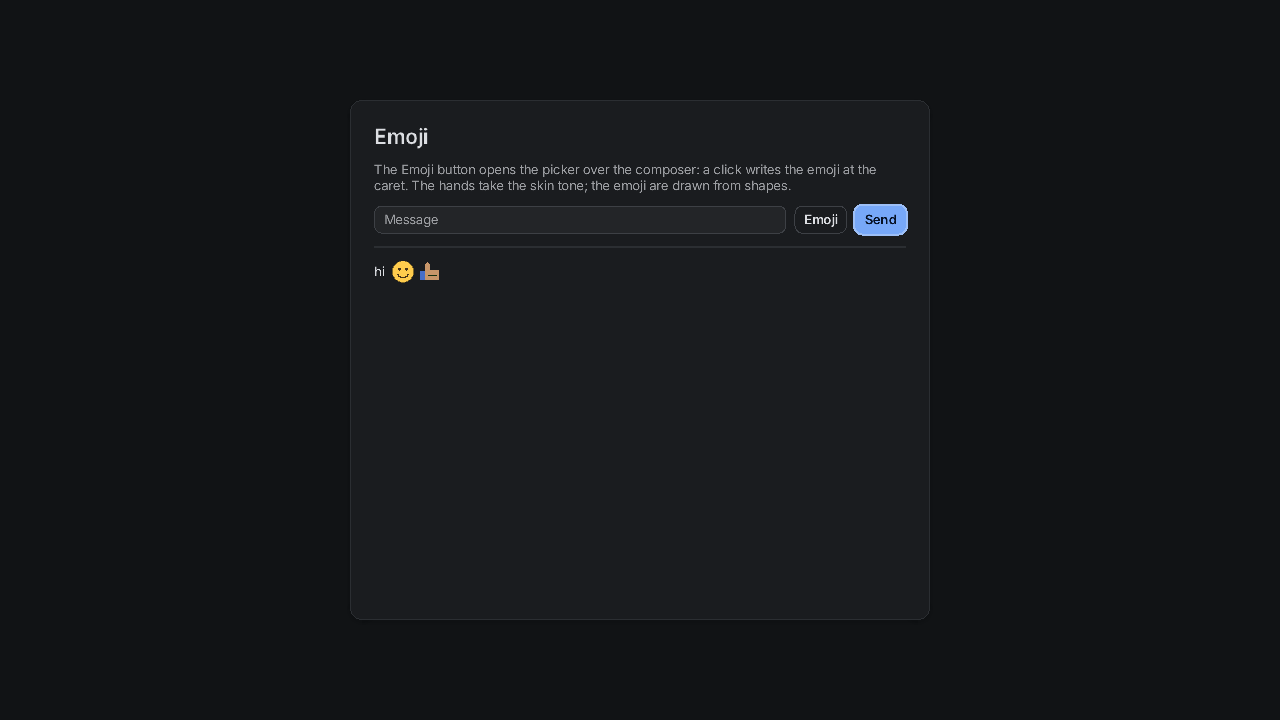 Emoji
The Emoji button opens the picker over the composer: a click writes the emoji at the
caret. The hands take the skin tone; the emoji are drawn from shapes.
Message
Emoji
Send
hi 🙂 👍🏽